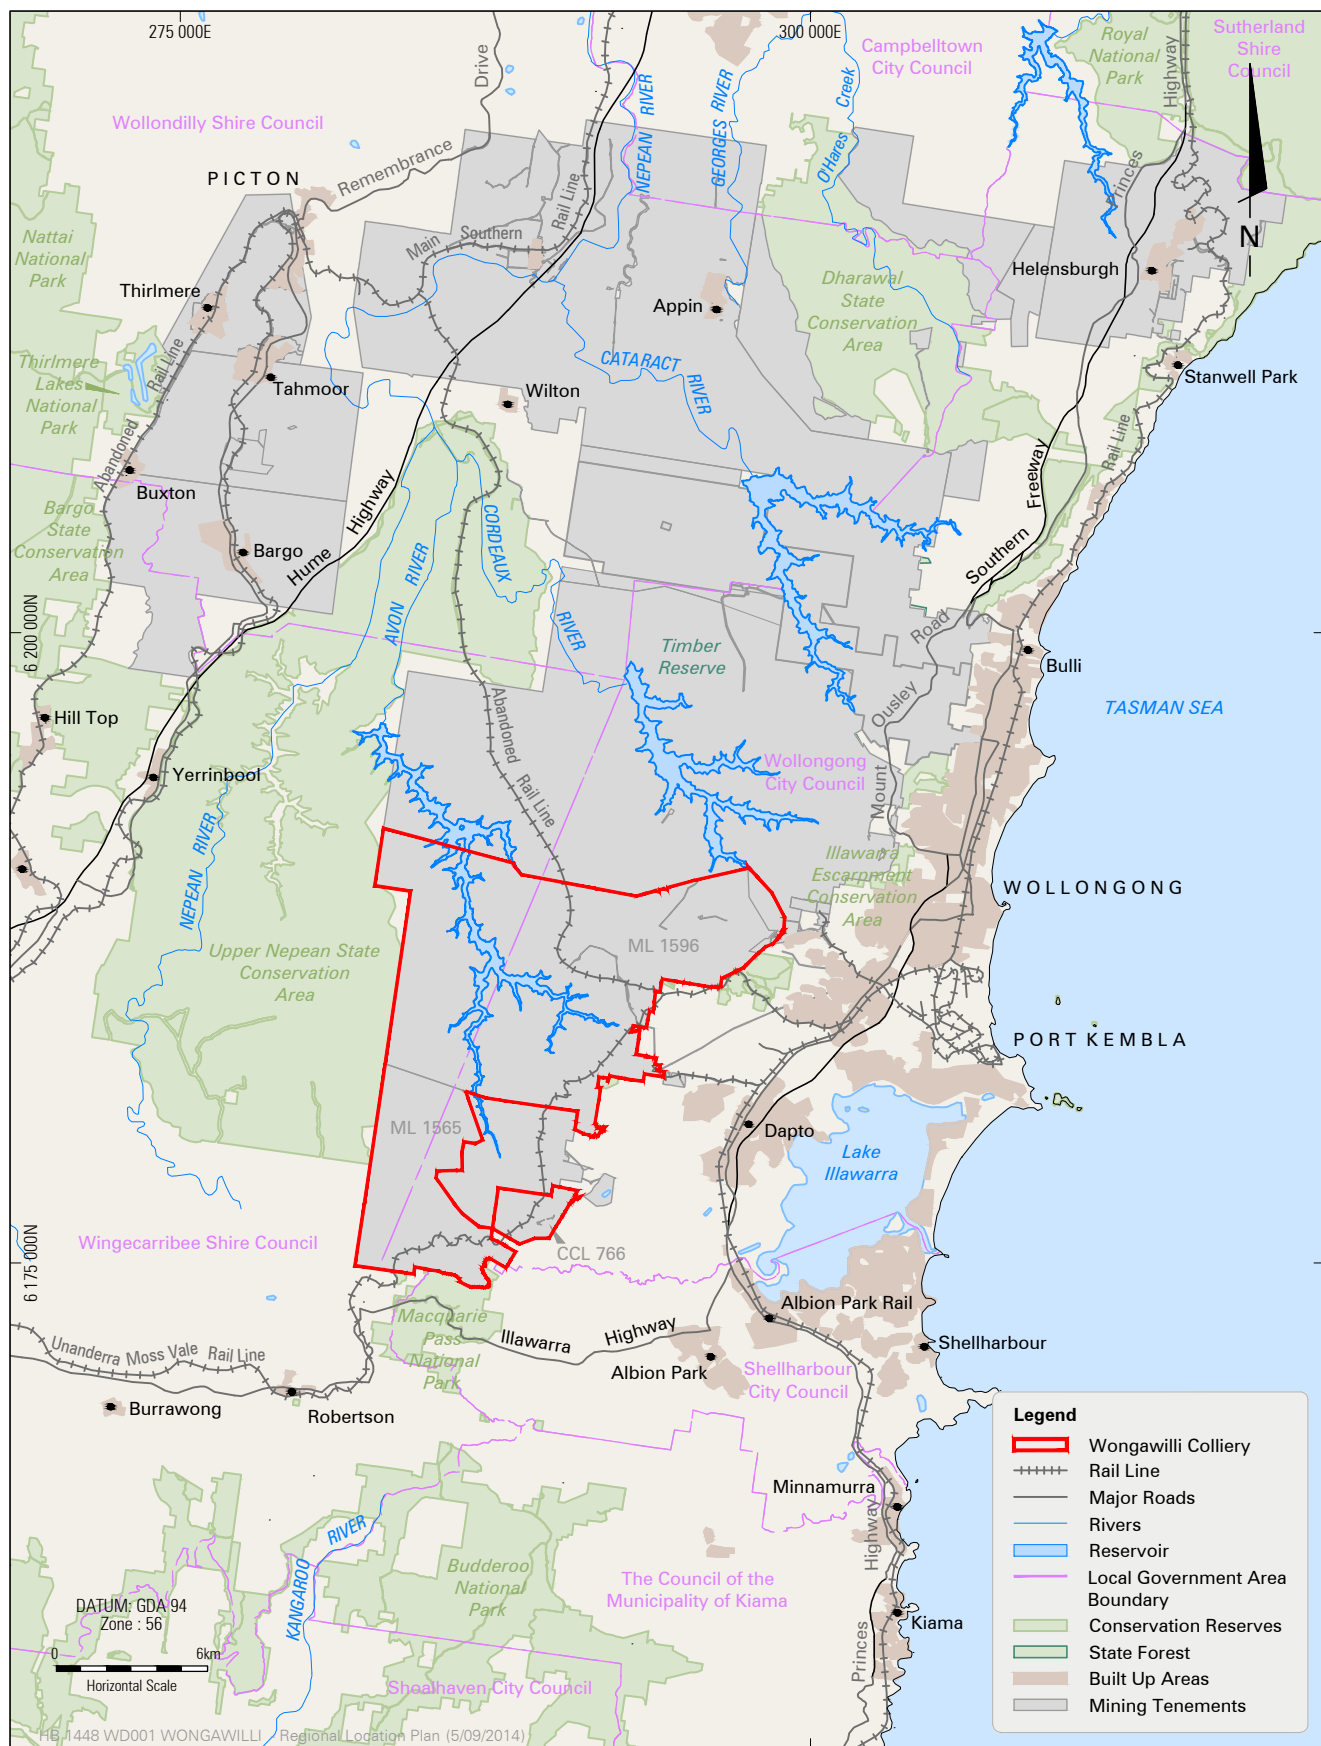 275 000E
300 000E
Campbelltown
City Council
Royal
National
Park
Sutherland
Shire
Council
Highway
Drive
NEPEAN RIVER
GEORGES RIVER
O'Hares Creek
Wollondilly Shire Council
Remembrance
PICTON
Princes
Rail Line
Main Southern
N
Nattai
National
Park
Helensburgh
Thirlmere
Appin
Dharawal
State
Conservation
Area
Thirlmere
Lakes
National
Park
Rail Line
CATARACT
RIVER
Stanwell Park
Tahmoor
Wilton
Abandoned
Rail Line
Freeway
Buxton
Highway
Bargo
State
Conservation
Area
CORDEAUX
RIVER
Bargo
Hume
AVON RIVER
Southern
6 200 000N
Road
Timber
Reserve
Bulli
Ousley
Abandoned Rail Line
Hill Top
TASMAN SEA
Yerrinbool
Wollongong
City Council
Mount
NEPEAN RIVER
Illawarra
Escarpment
Conservation
Area
WOLLONGONG
ML 1596
Upper Nepean State
Conservation
Area
PORT KEMBLA
ML 1565
Dapto
Lake
Illawarra
6 175 000N
Wingecarribee Shire Council
CCL 766
Albion Park Rail
Macquarie
Pass
National
Park
Illawarra Highway
Unanderra Moss Vale Rail Line
Shellharbour
Albion Park
Shellharbour
City Council
Burrawong
Robertson
Minnamurra
Highway
KANGAROO RIVER
Budderoo
National
Park
The Council of the
Municipality of Kiama
Kiama
Princes
Shoalhaven City Council
DATUM: GDA 94
Zone : 56
0 6km
Horizontal Scale
HB 1448 WD001 WONGAWILLI Regional Location Plan (5/09/2014)
Legend
Wongawilli Colliery
Rail Line
Major Roads
Rivers
Reservoir
Local Government Area
Boundary
Conservation Reserves
State Forest
Built Up Areas
Mining Tenements